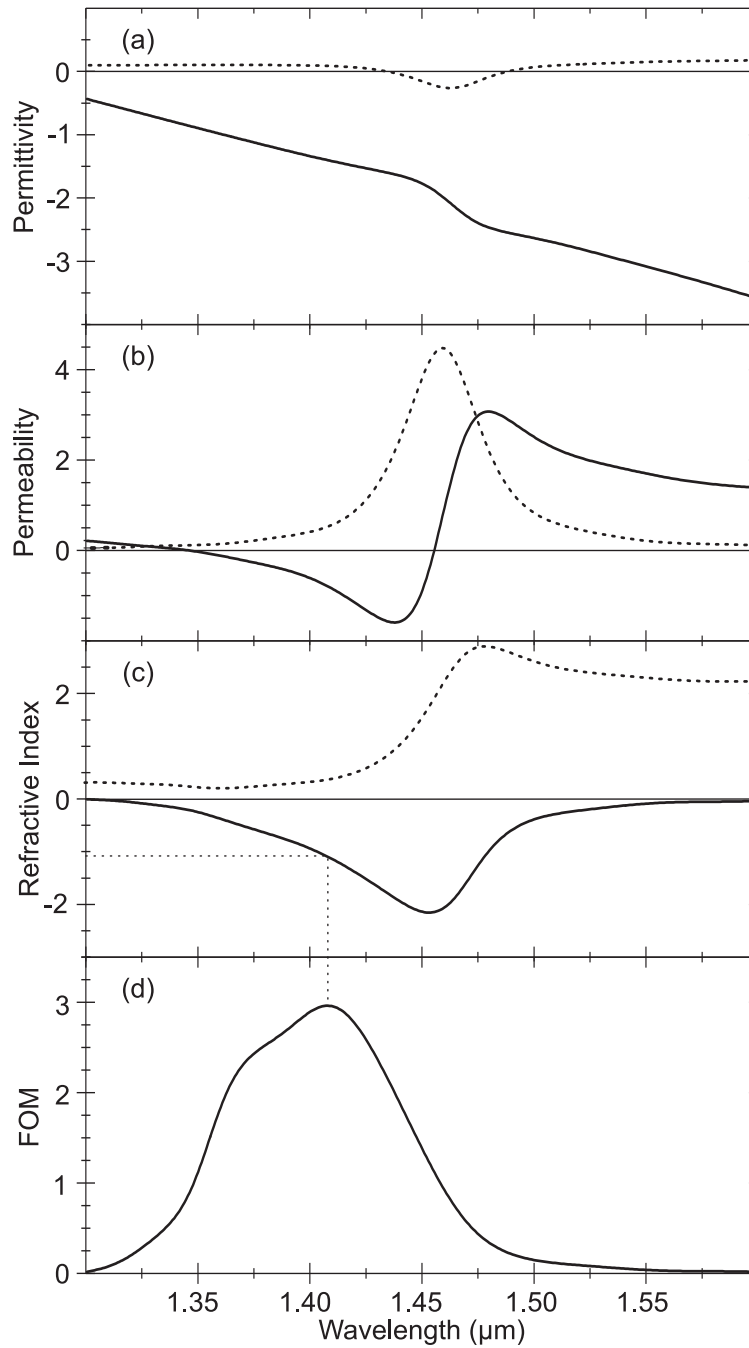 (a)
0
-1
-2
-3
Permittivity
(b)
4
2
0
Permeability
(c)
2
0
-2
Refractive Index
(d)
3
2
1
0
FOM
1.35 1.40 1.45 1.50 1.55
Wavelength (µm)